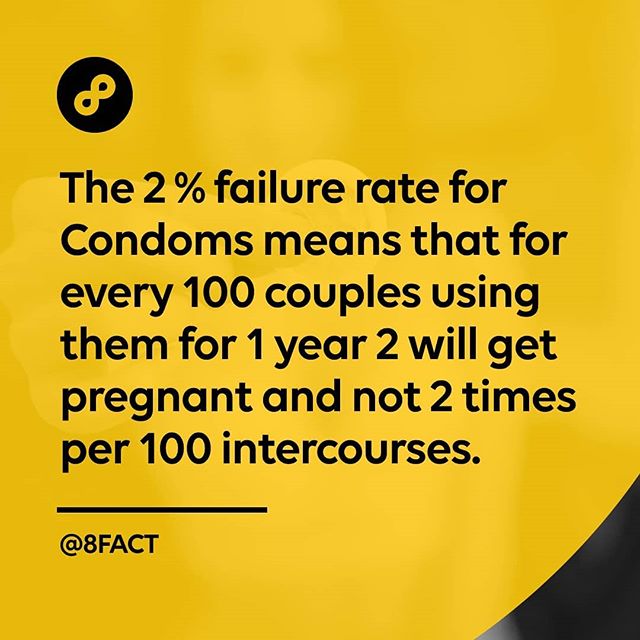 The 2% failure rate for
Condoms means that for
every 100 couples using
them for 1 year 2 will get
pregnant and not 2 times
per 100 intercourses.
@8FACT